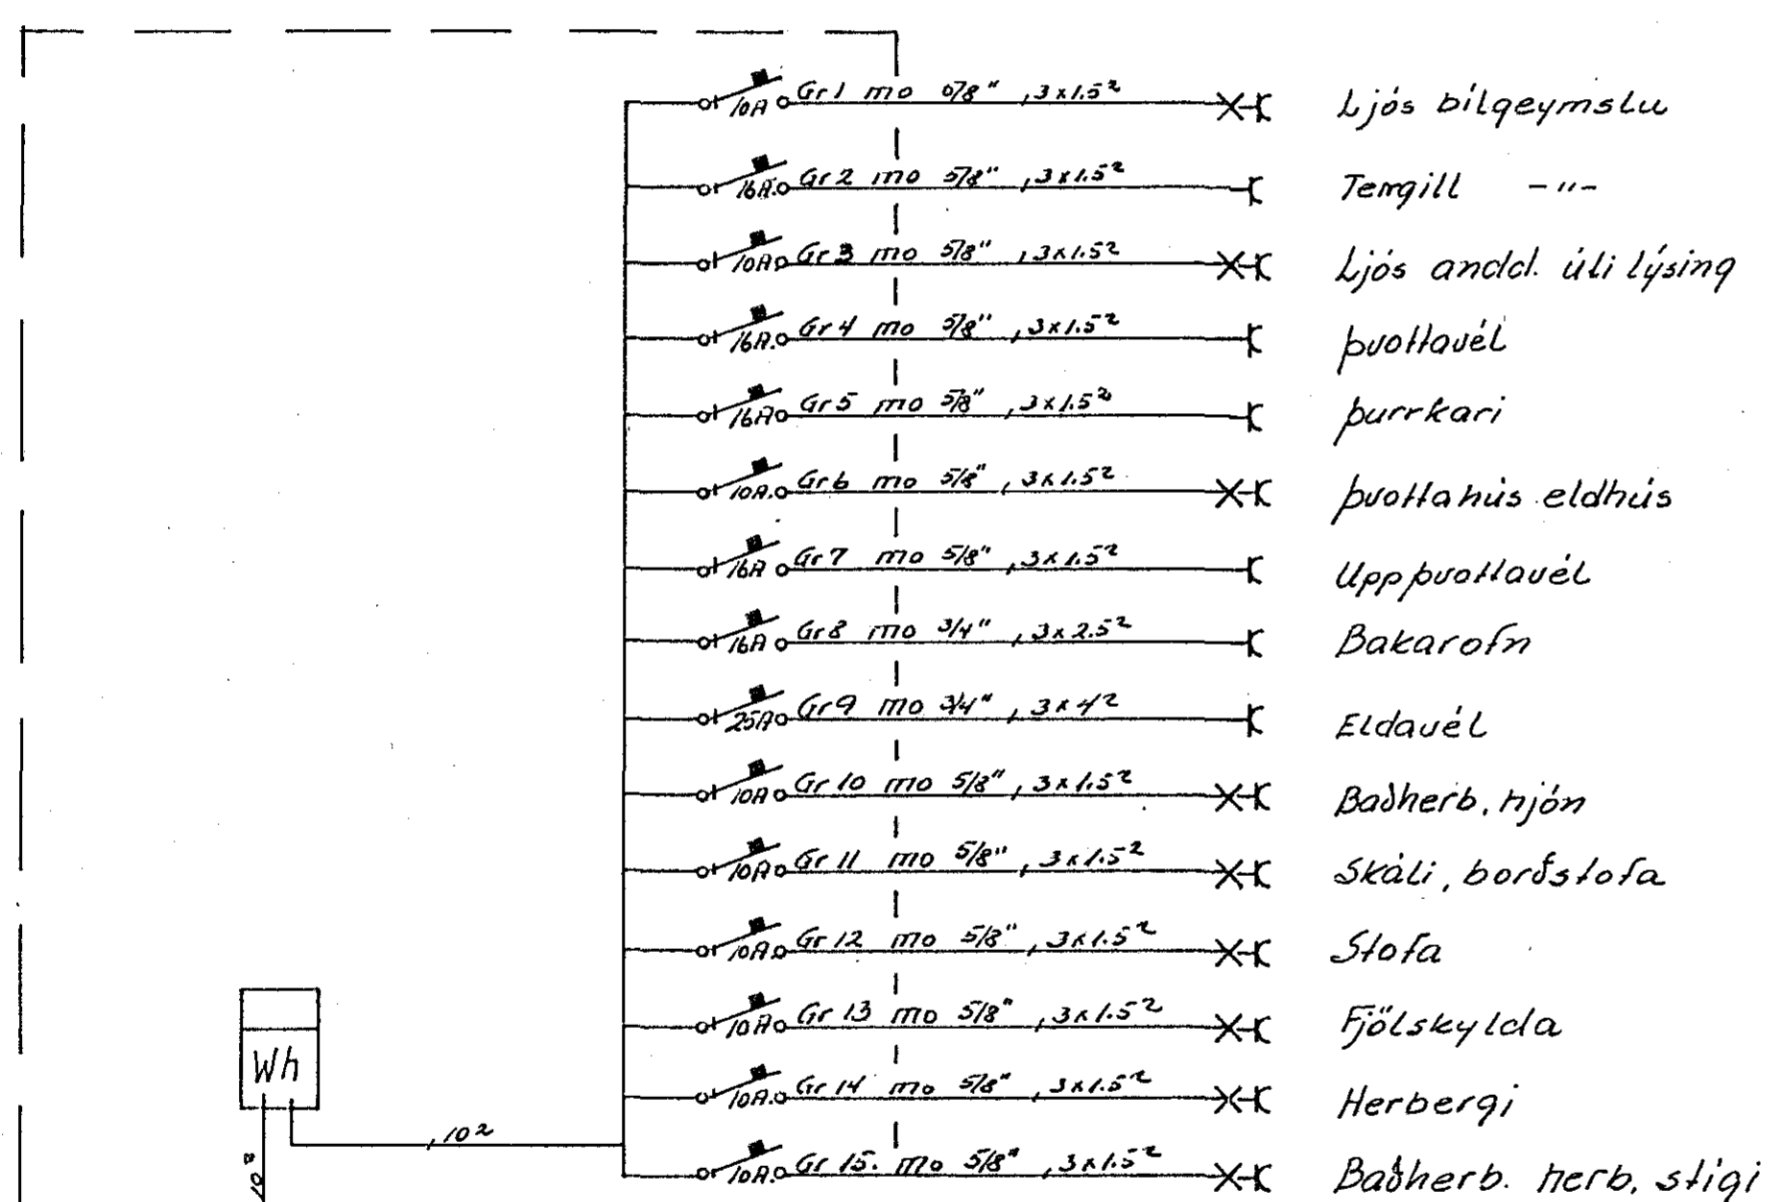 10A Gr 1 mo 5/8", 3x1.5² Ljós bílgeymslu
16A. Gr 2 mo 5/8", 3x1.5² Tengill -"-
10A Gr 3 mo 5/8", 3x1.5² Ljós andd. úti lýsing
16A. Gr 4 mo 5/8", 3x1.5² Þvottavél
16A Gr 5 mo 5/8", 3x1.5² Þurrkari
10A. Gr 6 mo 5/8", 3x1.5² Þvottahús eldhús
16A Gr 7 mo 5/8", 3x1.5² Uppþvottavél
16A Gr 8 mo 3/4", 3x2.5² Bakarofn
25A Gr 9 mo 3/4", 3x4² Eldavél
10A Gr 10 mo 5/8", 3x1.5² Baðherb. hjón
10A Gr 11 mo 5/8", 3x1.5² Skáli, borðstofa
10A. Gr 12 mo 5/8", 3x1.5² Stofa
10A Gr 13 mo 5/8", 3x1.5² Fjölskylda
Wh
10A. Gr 14 mo 5/8", 3x1.5² Herbergi
10²
10A. Gr 15. mo 5/8", 3x1.5² Baðherb. herb, stigi
10²